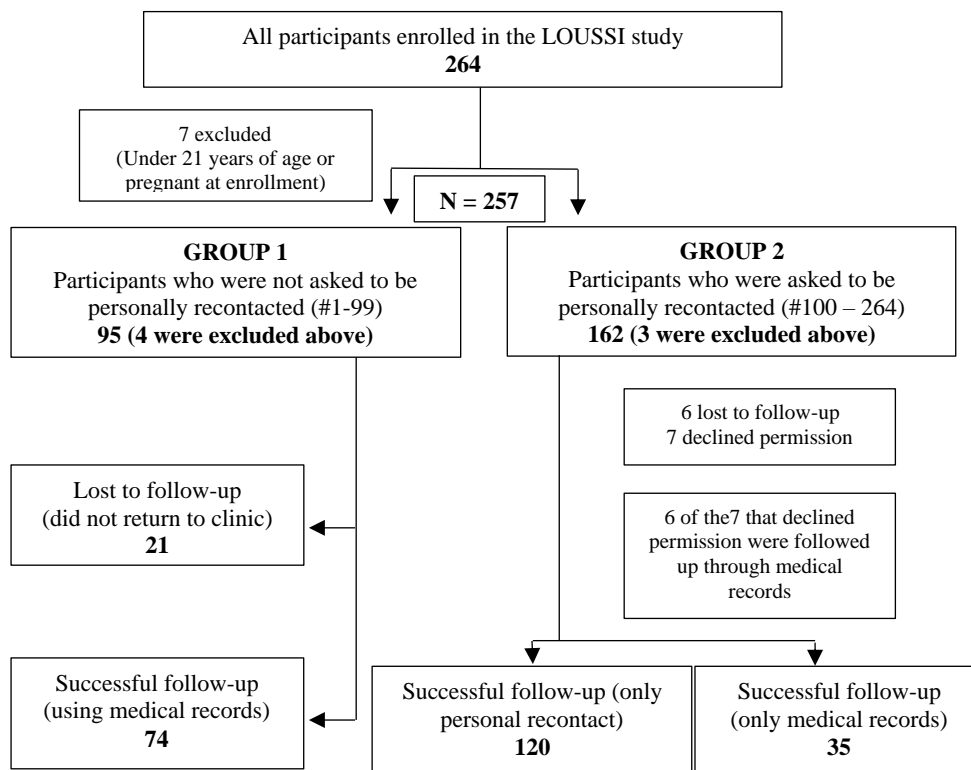 All participants enrolled in the LOUSSI study
264
7 excluded
(Under 21 years of age or
pregnant at enrollment)
N = 257
GROUP 1
Participants who were not asked to be
personally recontacted (#1-99)
95 (4 were excluded above)
GROUP 2
Participants who were asked to be
personally recontacted (#100 – 264)
162 (3 were excluded above)
6 lost to follow-up
7 declined permission
Lost to follow-up
(did not return to clinic)
21
6 of the7 that declined
permission were followed
up through medical
records
Successful follow-up
(using medical records)
74
Successful follow-up (only
personal recontact)
120
Successful follow-up
(only medical records)
35